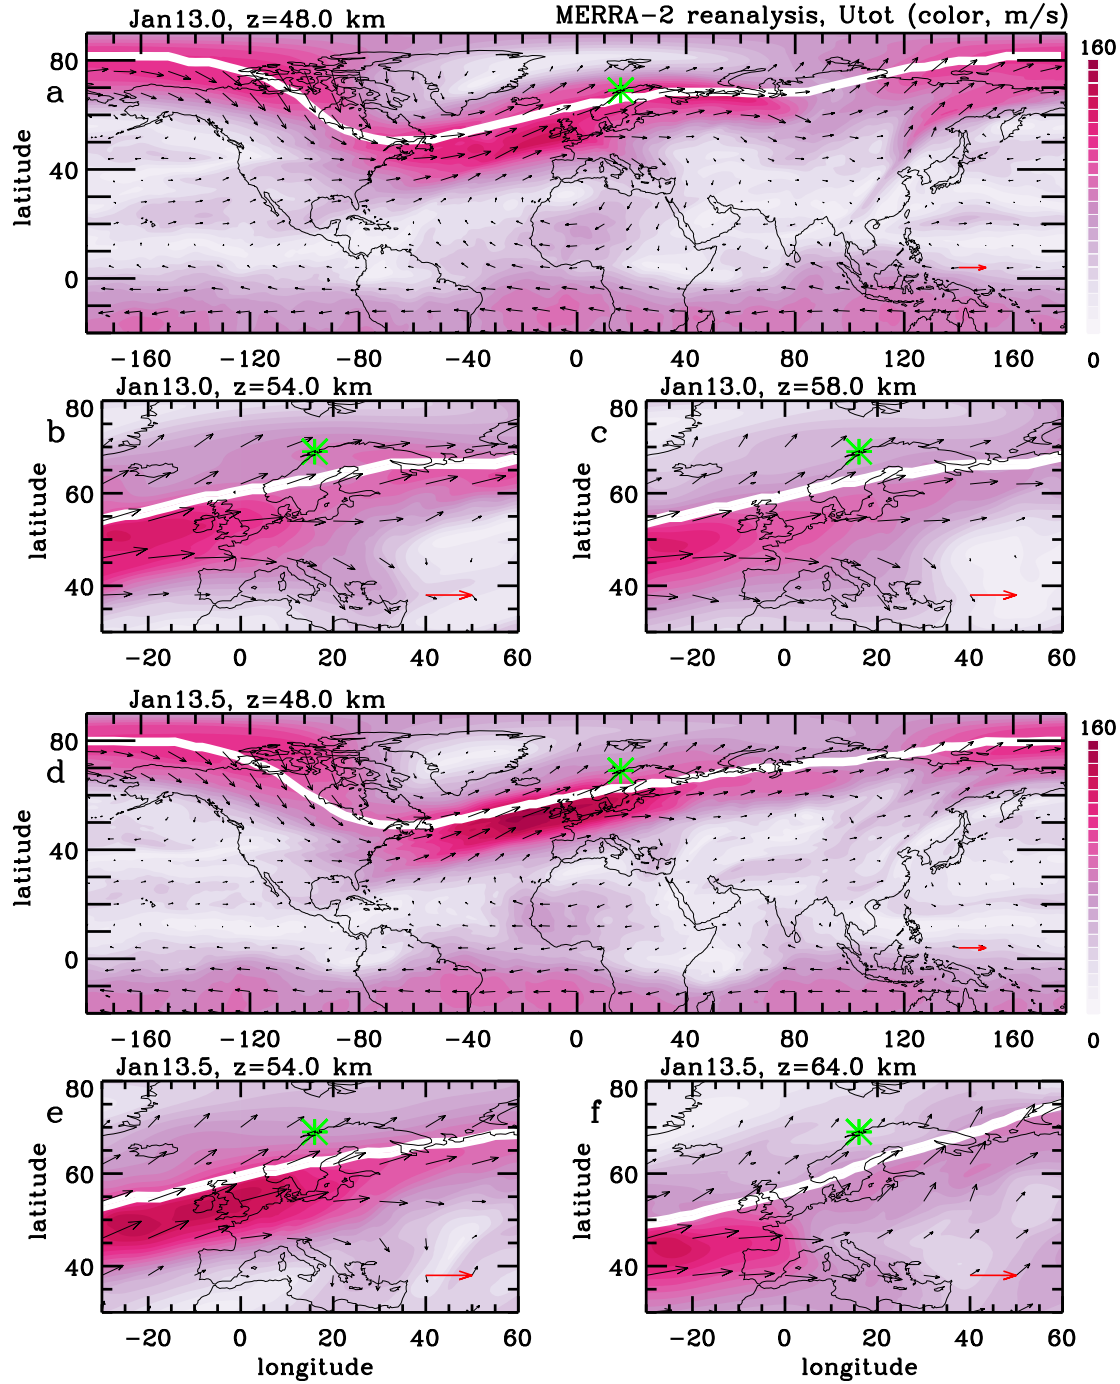 Jan13.0, z=48.0 km
MERRA-2 reanalysis, Utot (color, m/s)
a
latitude
80
40
0
160
0
-160 -120 -80 -40 0 40 80 120 160
Jan13.0, z=54.0 km
b
latitude
80
60
40
-20 0 20 40 60
Jan13.0, z=58.0 km
c
latitude
80
60
40
-20 0 20 40 60
Jan13.5, z=48.0 km
d
latitude
80
40
0
160
0
-160 -120 -80 -40 0 40 80 120 160
Jan13.5, z=54.0 km
e
latitude
80
60
40
-20 0 20 40 60
longitude
Jan13.5, z=64.0 km
f
latitude
80
60
40
-20 0 20 40 60
longitude